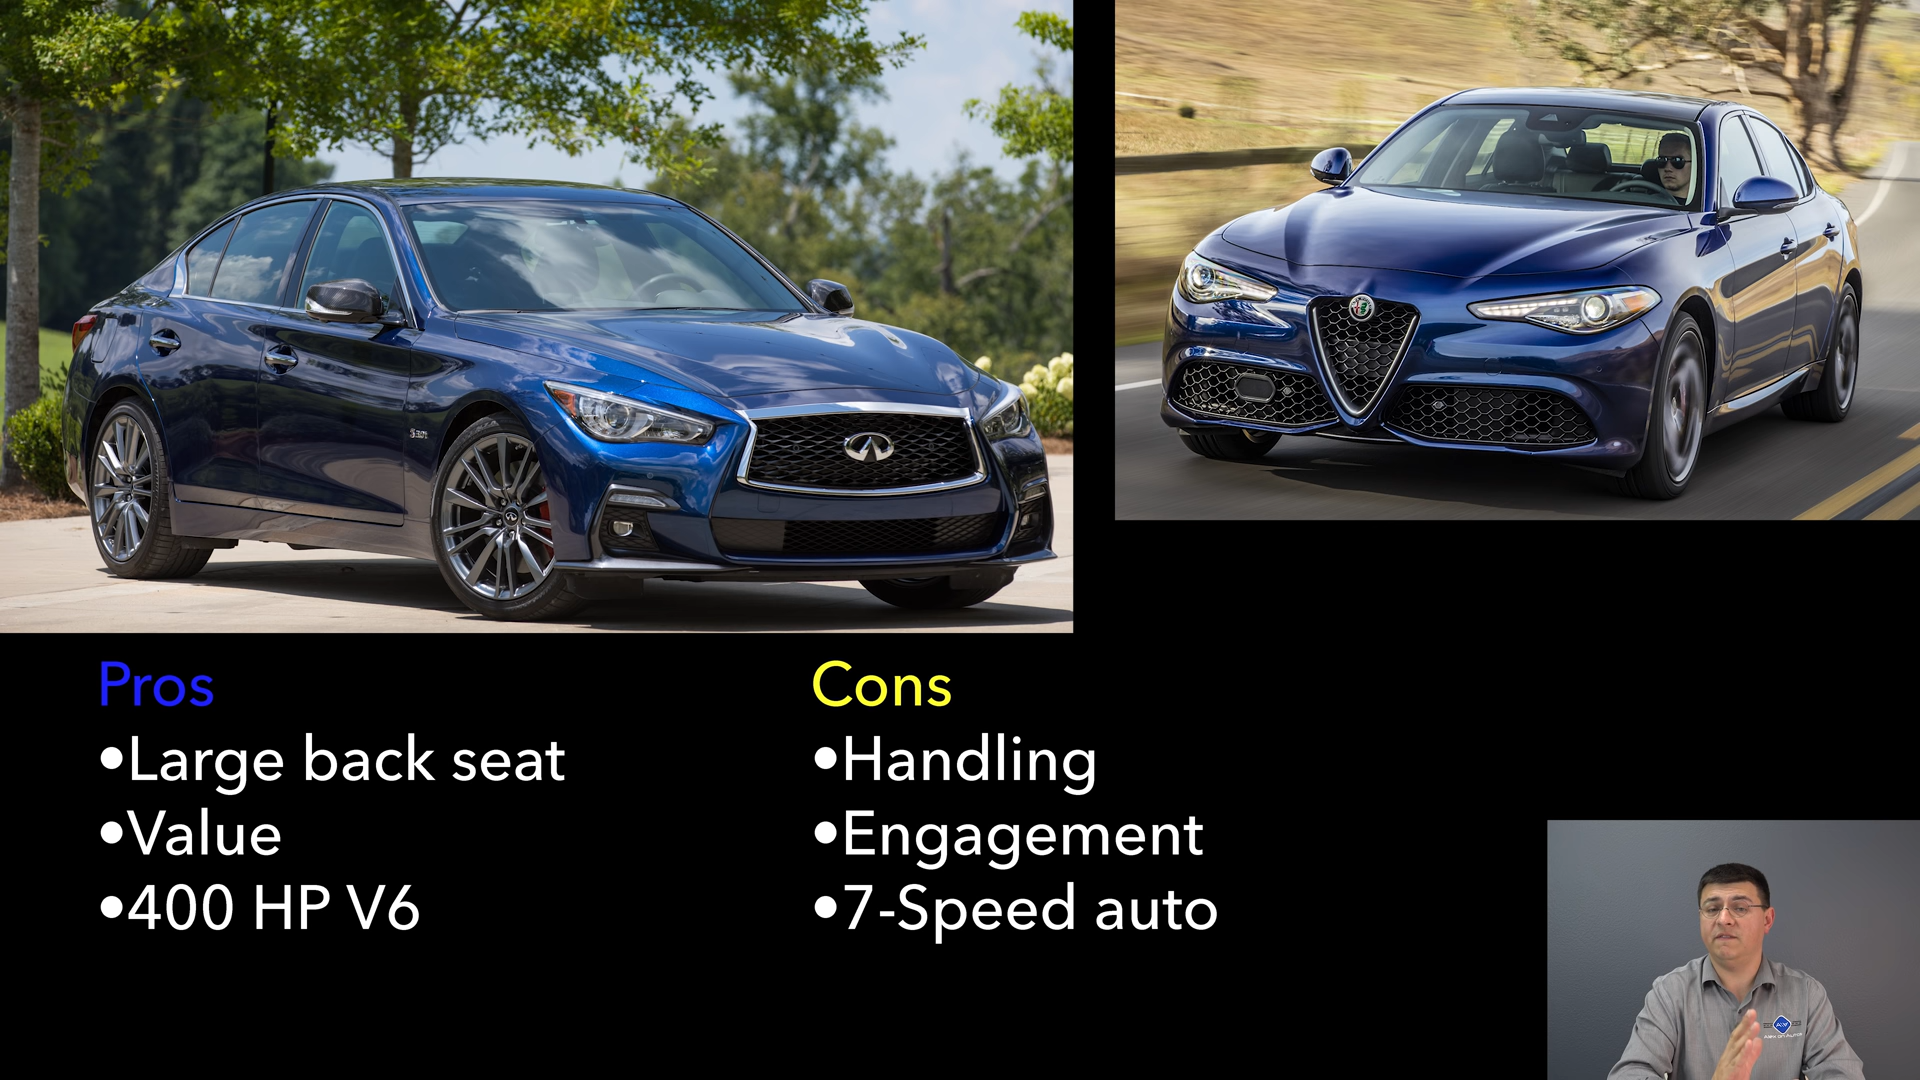 Pros
•Large back seat
•Value
•400 HP V6
Cons
•Handling
•Engagement
•7-Speed auto